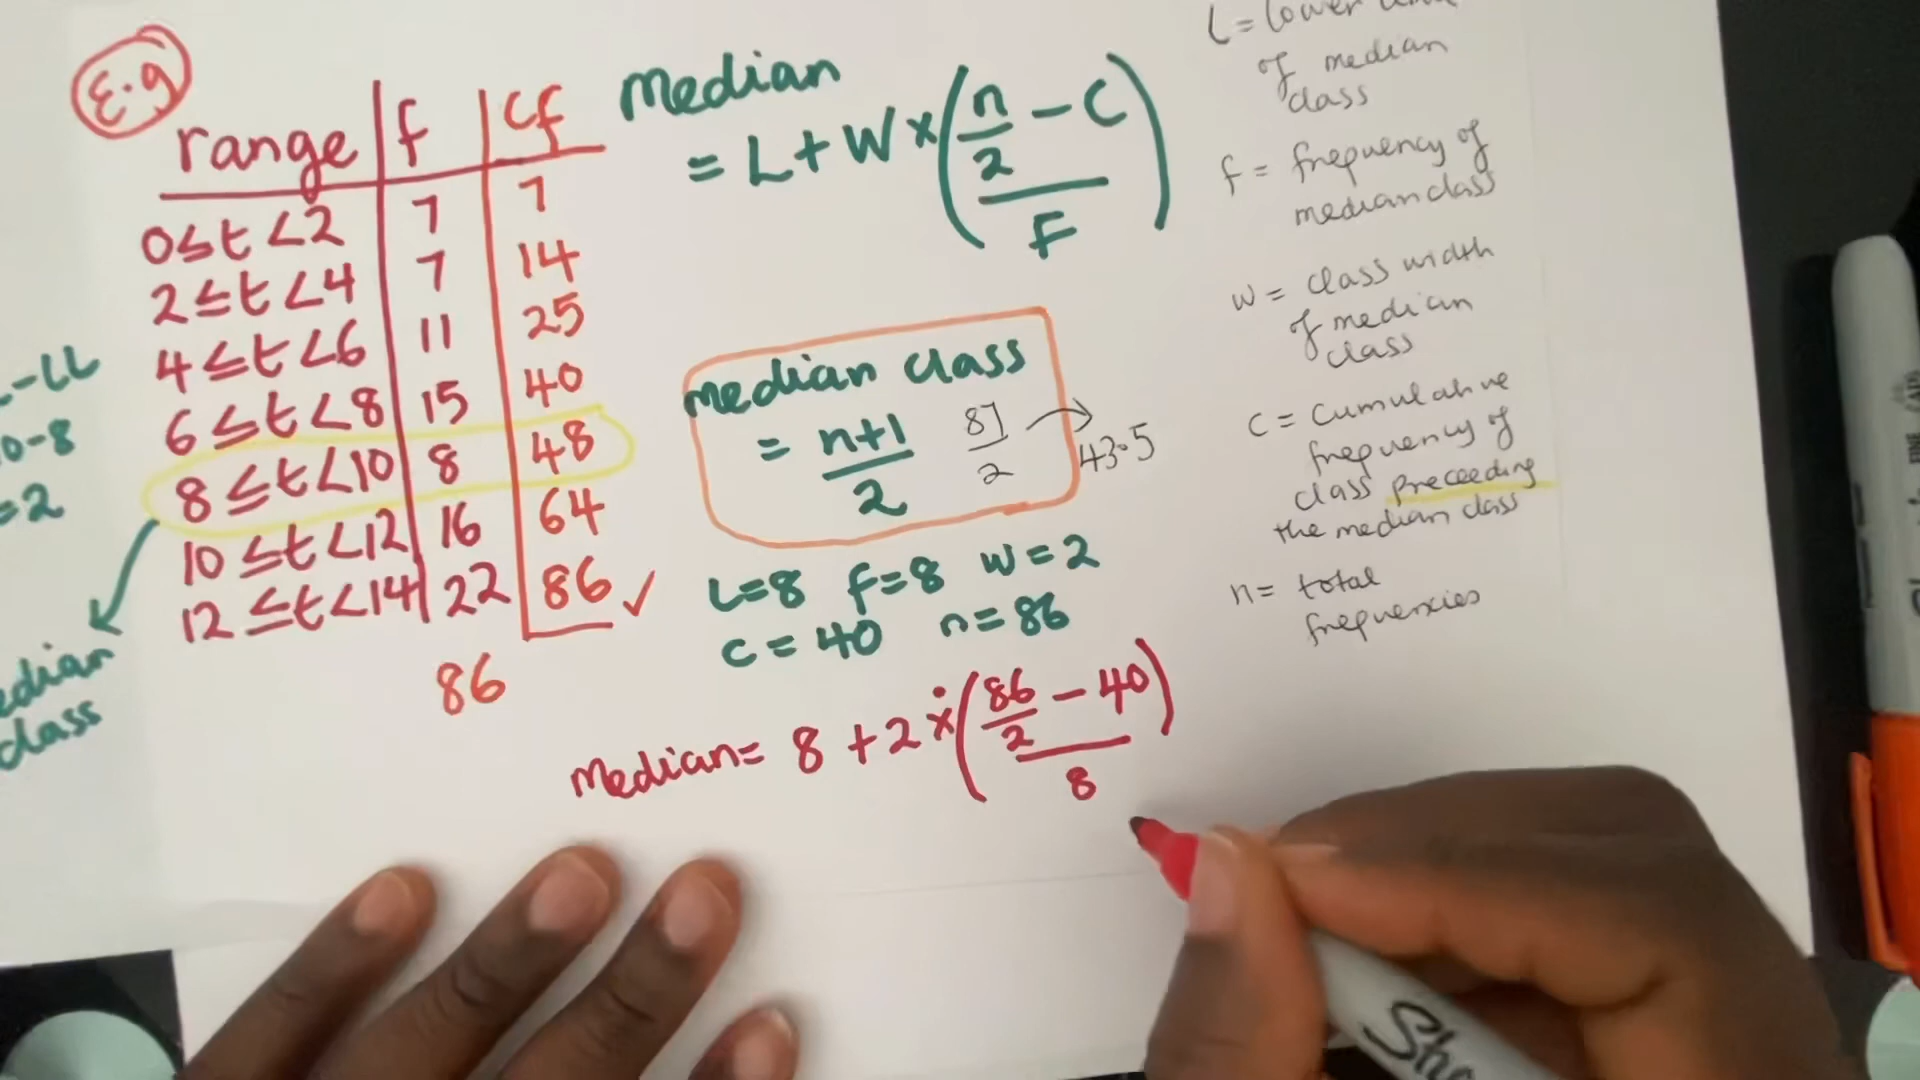 E.g
range f cf
0≤t<2 7 7
2≤t<4 7 14
4≤t<6 11 25
6≤t<8 15 40
8≤t<10 8 48
10≤t<12 16 64
12≤t<14 22 86 ✓
86
-LL
0-8
=2
edian
class
Median
= L+W×(n/2 - C)/F
median class
= n+1/2 87/2 → 43.5
L=8 f=8 w=2
c=40 n=86
Median= 8+2×(86/2 - 40)/8
L = lower
of median
class
f = frequency of
median class
w = class width
of median
class
C = cumulative
frequency of
class preceeding
the median class
n = total
frequencies
FINE